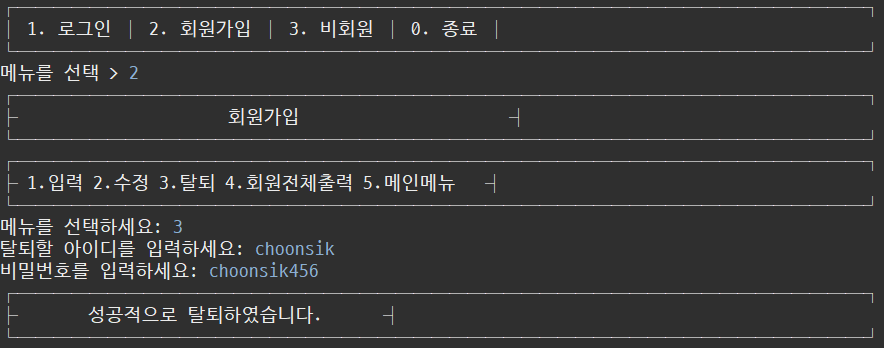 1. 로그인 | 2. 회원가입 | 3. 비회원 | 0. 종료 |
메뉴를 선택 > 2
회원가입
1.입력 2.수정 3.탈퇴 4.회원전체출력 5.메인메뉴
메뉴를 선택하세요: 3
탈퇴할 아이디를 입력하세요: choonsik
비밀번호를 입력하세요: choonsik456
성공적으로 탈퇴하였습니다.